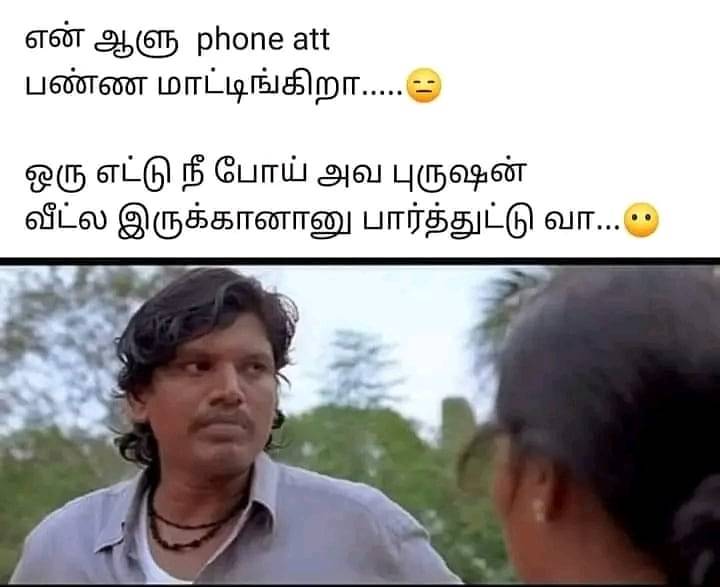 என் ஆளு phone att
பண்ண மாட்டிங்கிறா.....😑
ஒரு எட்டு நீ போய் அவ புருஷன்
வீட்ல இருக்கானானு பார்த்துட்டு வா...😶